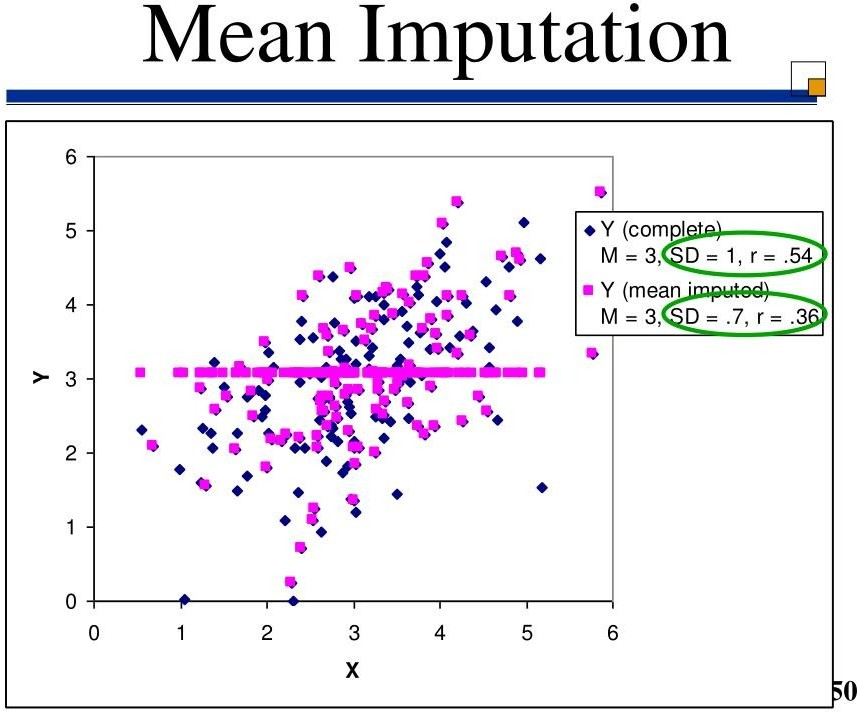 Mean Imputation
6
5
4
3
2
1
0
Y
0 1 2 3 4 5 6
X
Y (complete)
M = 3, SD = 1, r = .54
Y (mean imputed)
M = 3, SD = .7, r = .36
50